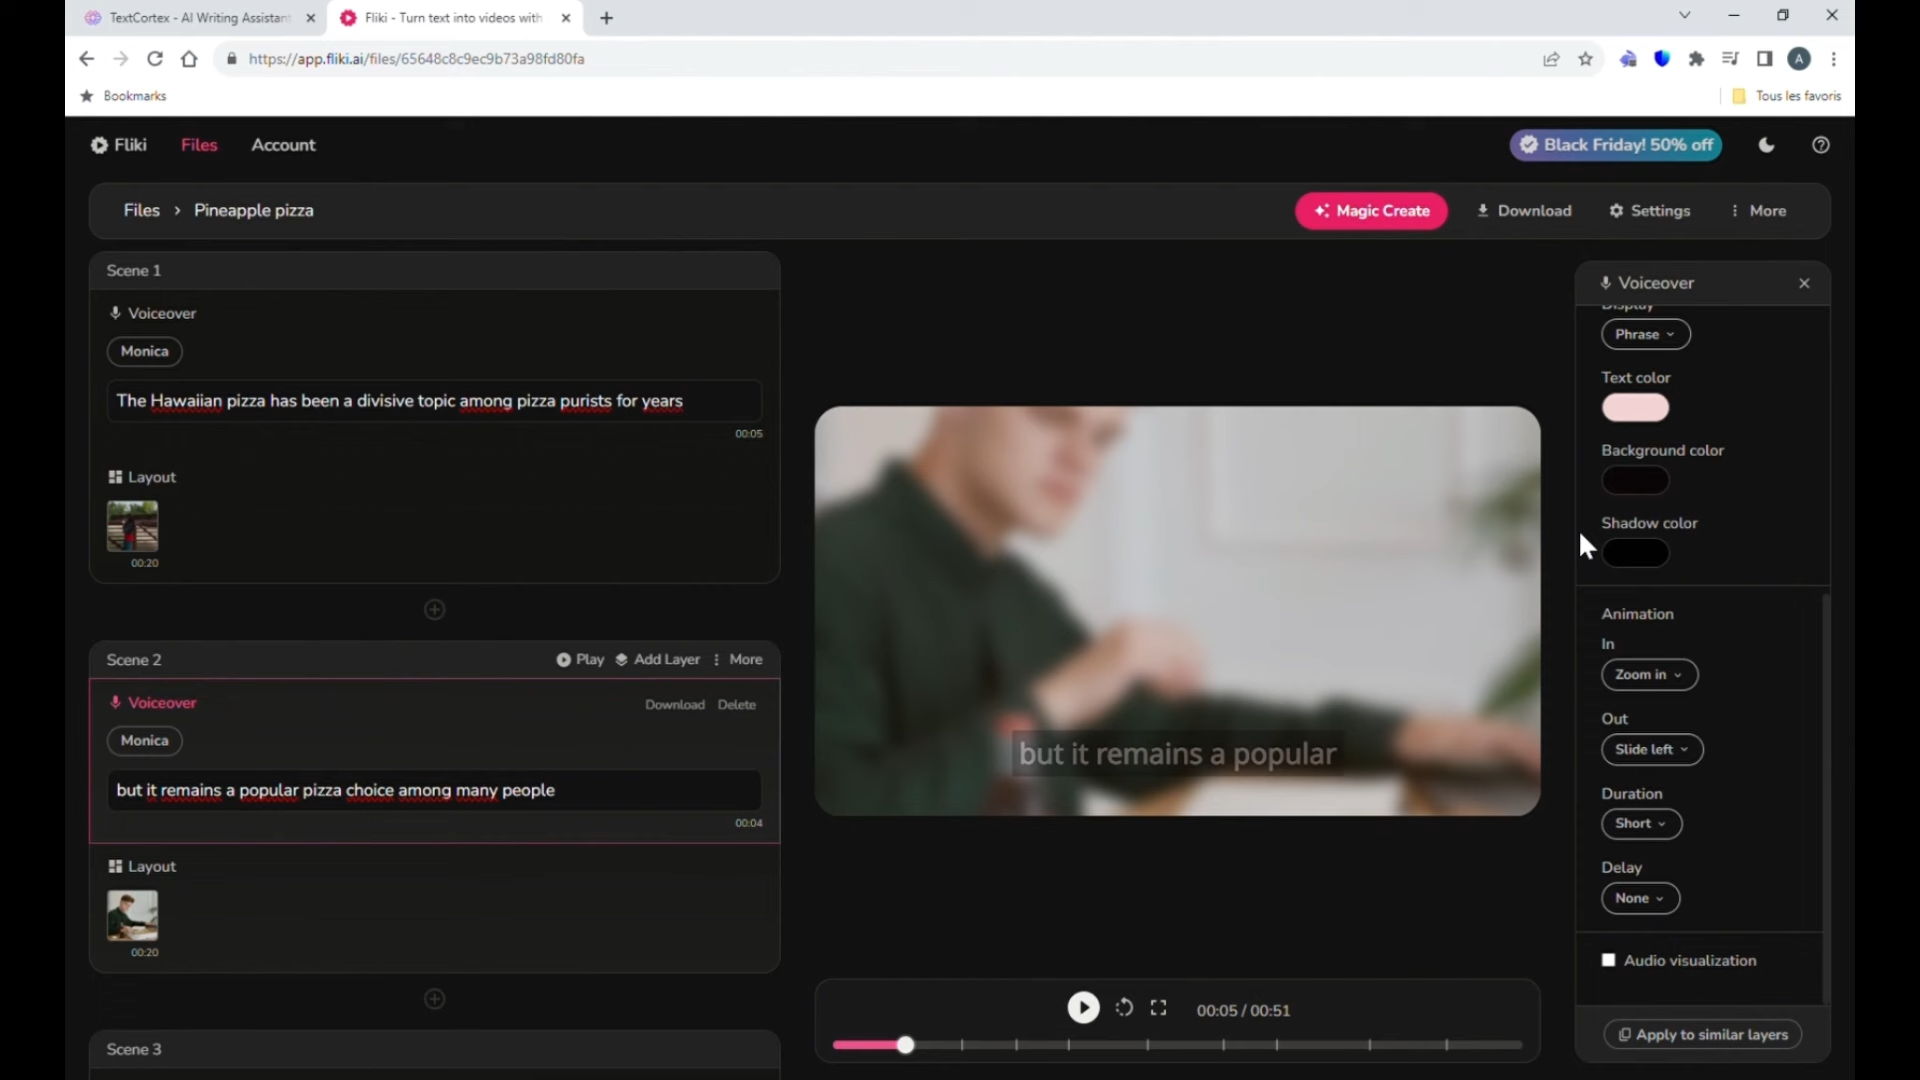 TextCortex - AI Writing Assistant
Fliki - Turn text into videos with
https://app.fliki.ai/files/65648c8c9ec9b73a98fd80fa
A
Bookmarks
Tous les favoris
Fliki
Files
Account
Black Friday! 50% off
Files > Pineapple pizza
Magic Create
Download
Settings
More
Scene 1
Voiceover
Monica
The Hawaiian pizza has been a divisive topic among pizza purists for years
00:05
Layout
00:20
Scene 2
Play
Add Layer
More
Voiceover
Download
Delete
Monica
but it remains a popular pizza choice among many people
00:04
Layout
00:20
Scene 3
but it remains a popular
00:05 / 00:51
Voiceover
Display
Phrase
Text color
Background color
Shadow color
Animation
In
Zoom in
Out
Slide left
Duration
Short
Delay
None
Audio visualization
Apply to similar layers